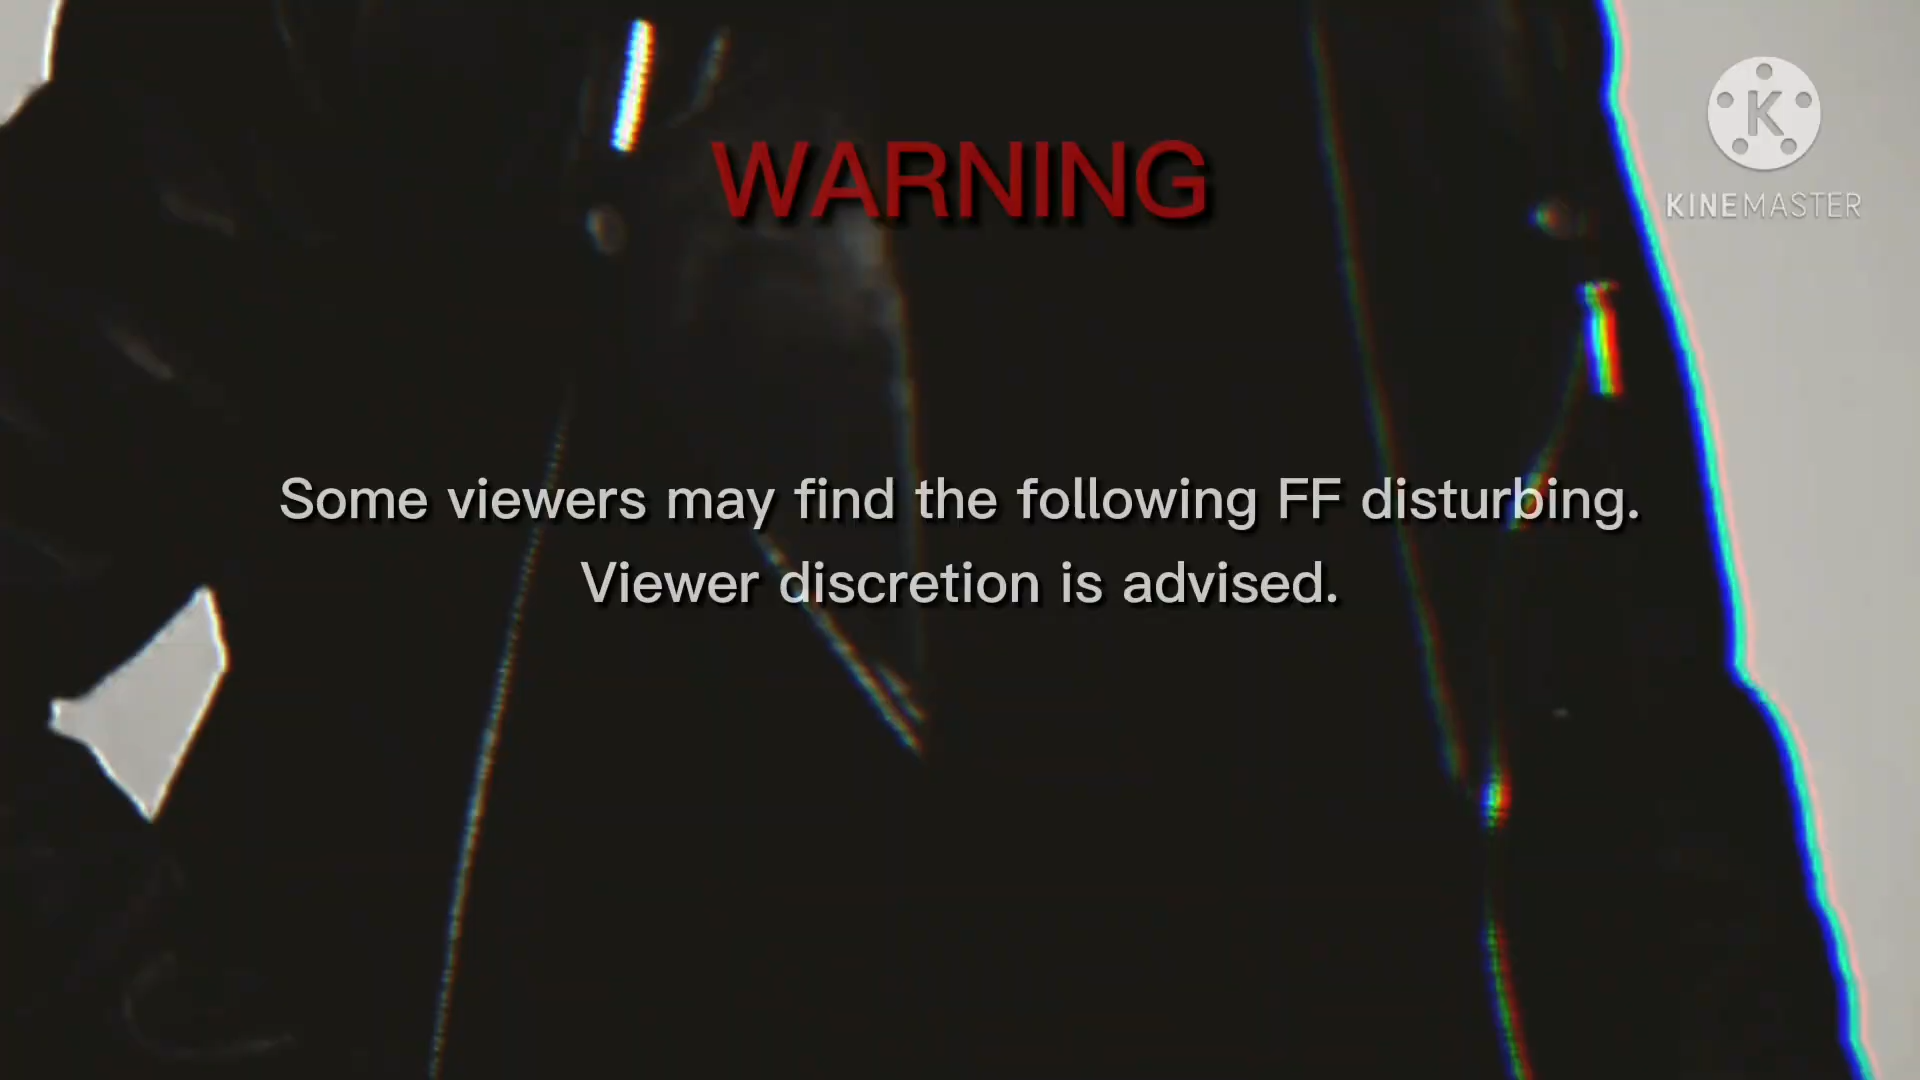 WARNING
K
KINEMASTER
Some viewers may find the following FF disturbing.
Viewer discretion is advised.